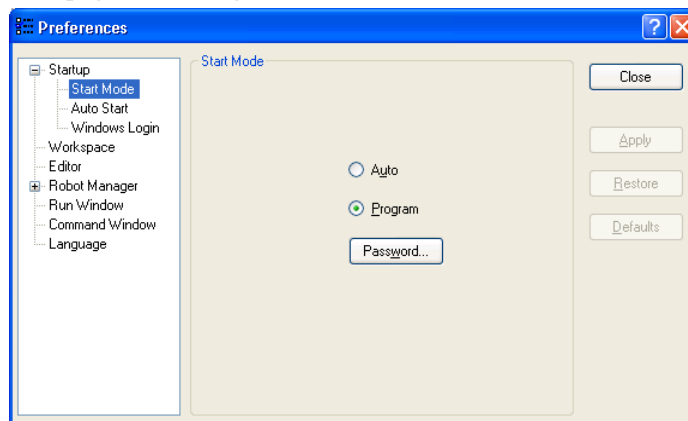 Preferences
Startup
Start Mode
Auto Start
Windows Login
Workspace
Editor
Robot Manager
Run Window
Command Window
Language
Start Mode
Auto
Program
Password...
Close
Apply
Restore
Defaults